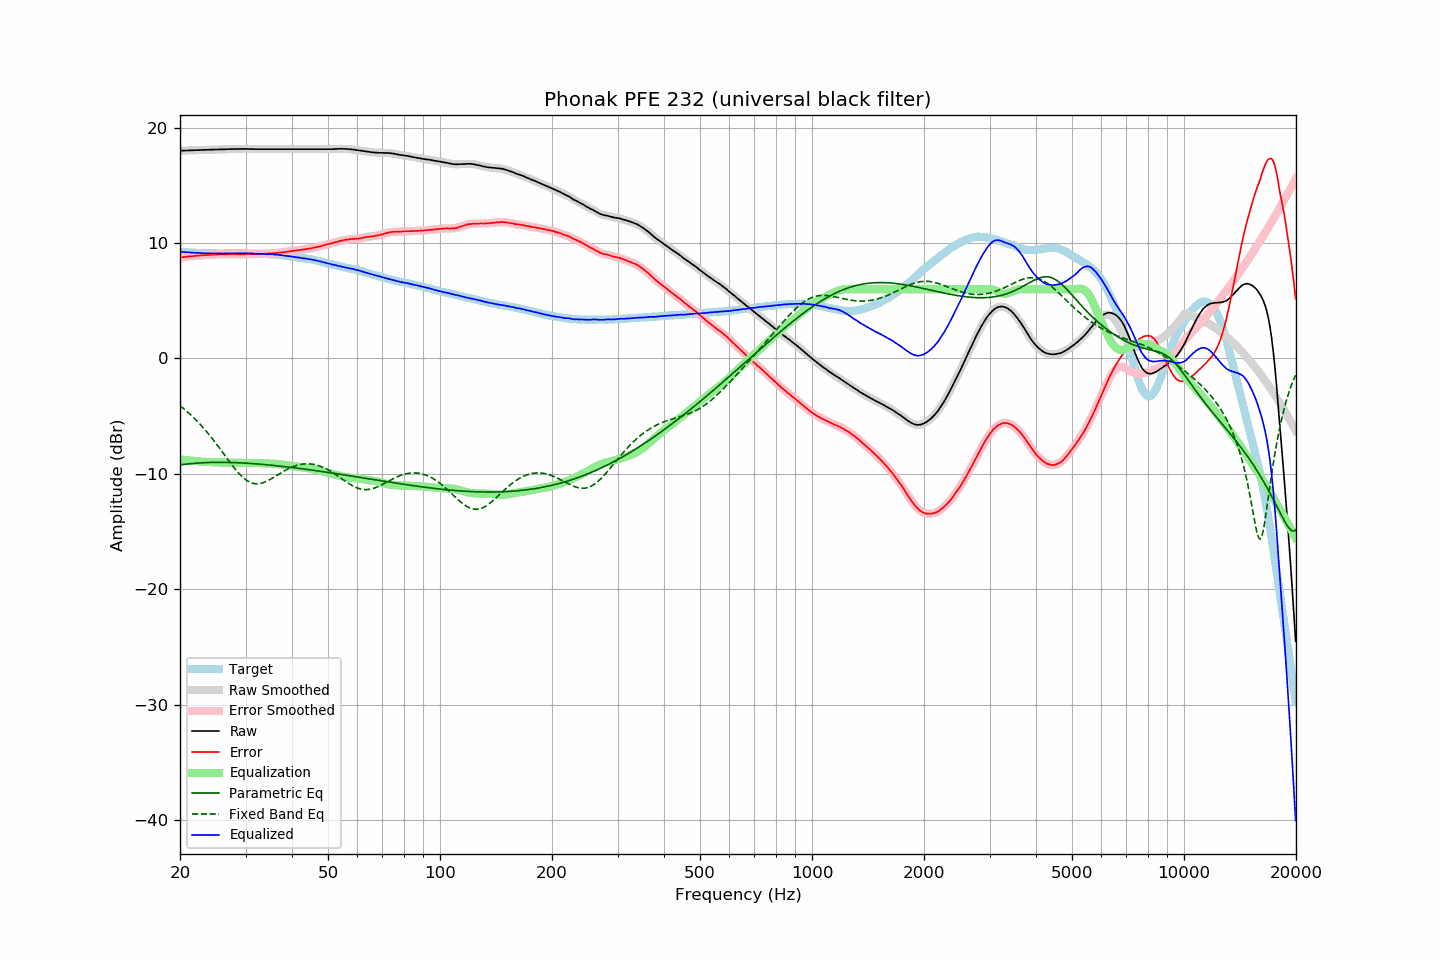 Phonak PFE 232 (universal black filter)
20
10
0
−10
−20
−30
−40
Amplitude (dBr)
Target
Raw Smoothed
Error Smoothed
Raw
Error
Equalization
Parametric Eq
Fixed Band Eq
Equalized
20 50 100 200 500 1000 2000 5000 10000 20000
Frequency (Hz)